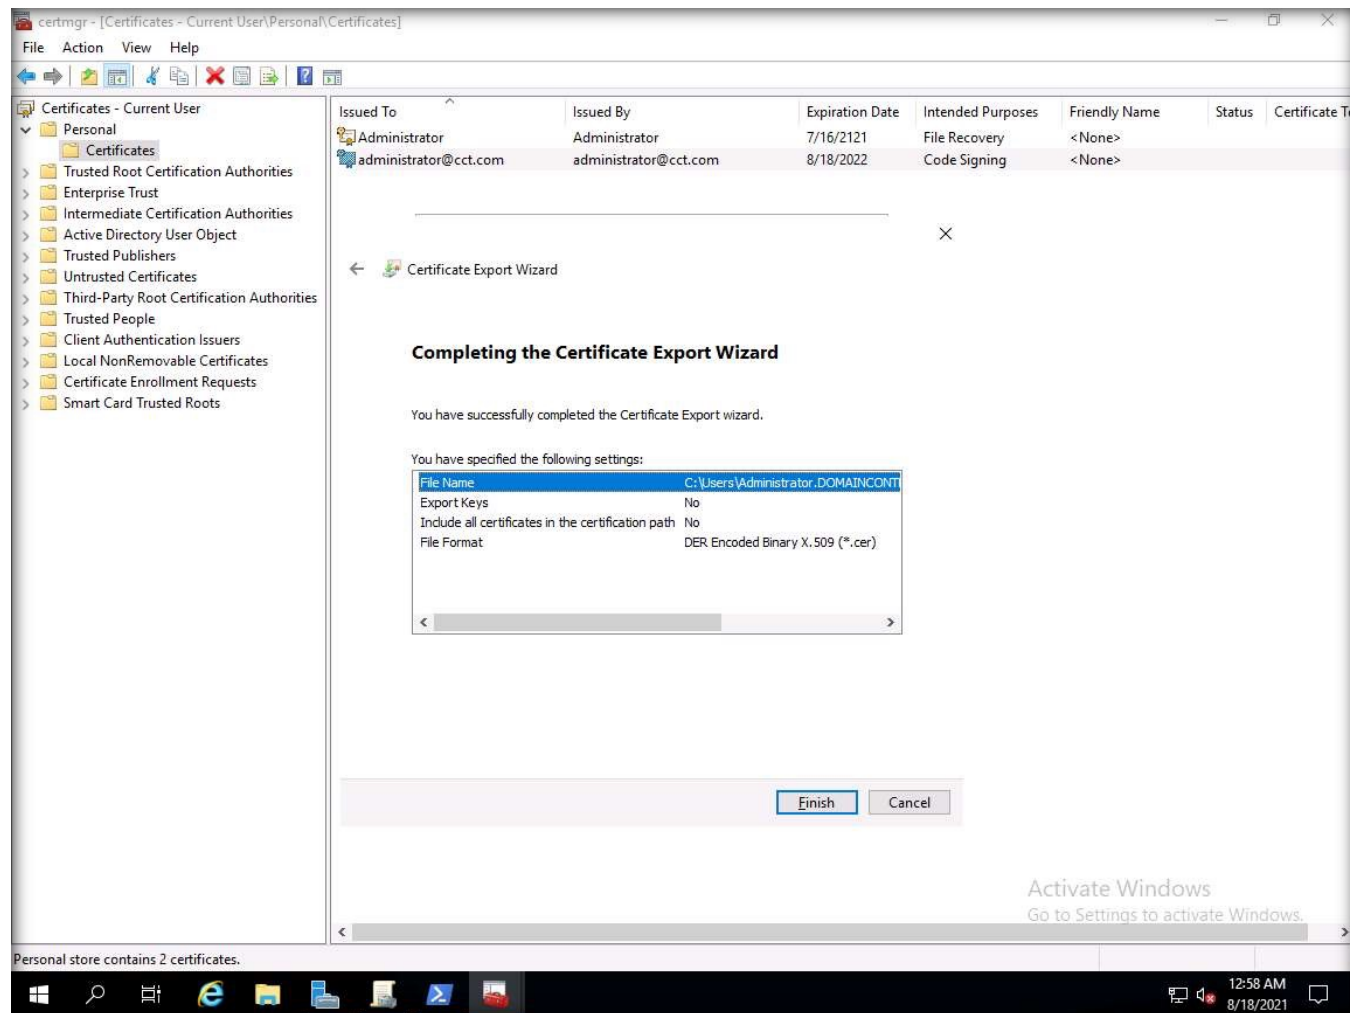 certmgr - [Certificates - Current User\Personal\Certificates]
File Action View Help
Certificates - Current User
Personal
Certificates
Trusted Root Certification Authorities
Enterprise Trust
Intermediate Certification Authorities
Active Directory User Object
Trusted Publishers
Untrusted Certificates
Third-Party Root Certification Authorities
Trusted People
Client Authentication Issuers
Local NonRemovable Certificates
Certificate Enrollment Requests
Smart Card Trusted Roots
Issued To Issued By Expiration Date Intended Purposes Friendly Name Status Certificate T
Administrator Administrator 7/16/2121 File Recovery <None>
administrator@cct.com administrator@cct.com 8/18/2022 Code Signing <None>
Certificate Export Wizard
Completing the Certificate Export Wizard
You have successfully completed the Certificate Export wizard.
You have specified the following settings:
File Name C:\Users\Administrator.DOMAINCONT
Export Keys No
Include all certificates in the certification path No
File Format DER Encoded Binary X.509 (*.cer)
Finish Cancel
Activate Windows
Go to Settings to activate Windows.
Personal store contains 2 certificates.
12:58 AM
8/18/2021